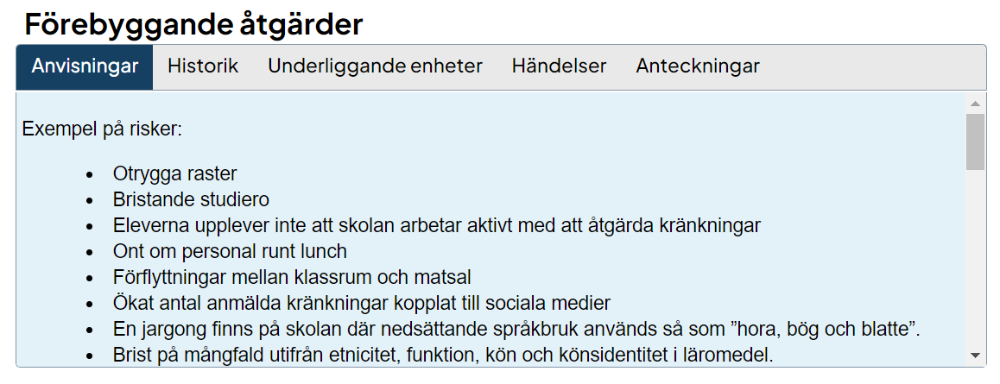 Förebyggande åtgärder
Anvisningar Historik Underliggande enheter Händelser Anteckningar
Exempel på risker:
• Otrygga raster
• Bristande studiero
• Eleverna upplever inte att skolan arbetar aktivt med att åtgärda kränkningar
• Ont om personal runt lunch
• Förflyttningar mellan klassrum och matsal
• Ökat antal anmälda kränkningar kopplat till sociala medier
• En jargong finns på skolan där nedsättande språkbruk används så som ”hora, bög och blatte”.
• Brist på mångfald utifrån etnicitet, funktion, kön och könsidentitet i läromedel.